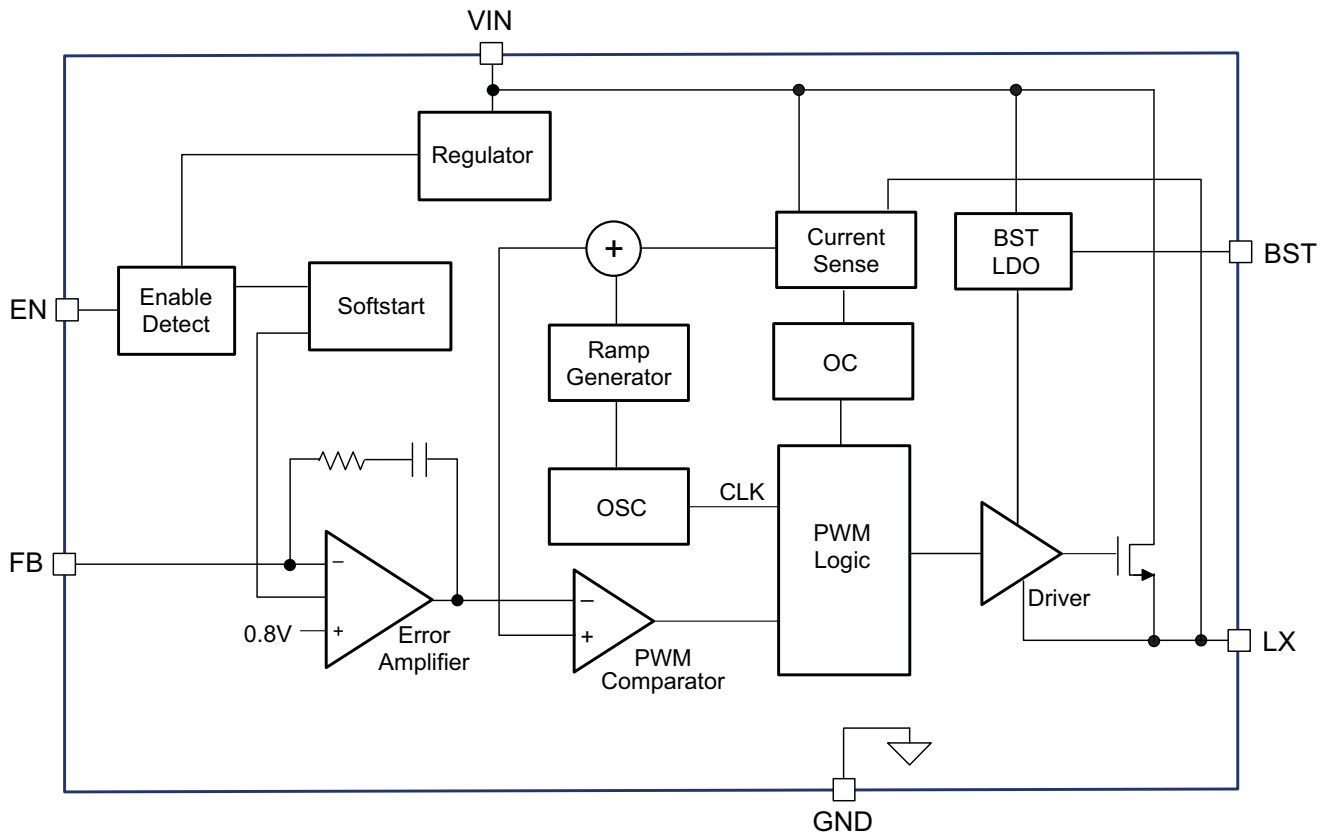 VIN
Regulator
Current
Sense
BST
LDO
BST
+
EN
Enable
Detect
Softstart
Ramp
Generator
OC
OSC
CLK
PWM
Logic
FB
−
0.8V
+
Error
Amplifier
−
+
PWM
Comparator
Driver
LX
GND